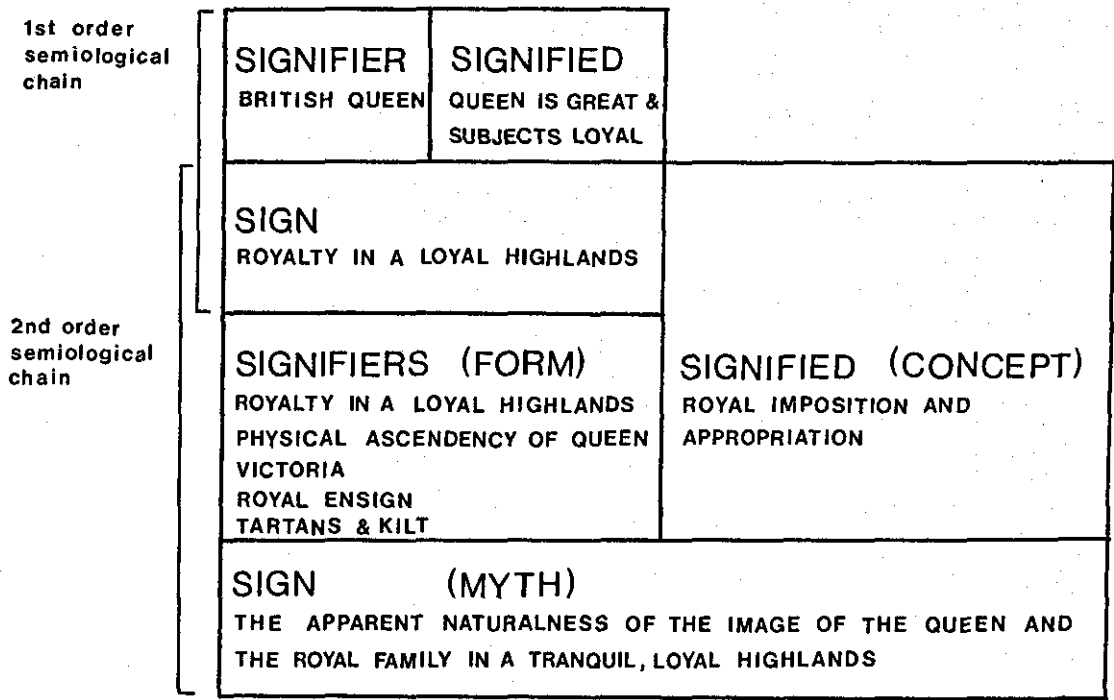 1st order
semiological
chain
SIGNIFIER
BRITISH QUEEN
SIGNIFIED
QUEEN IS GREAT &
SUBJECTS LOYAL
SIGN
ROYALTY IN A LOYAL HIGHLANDS
2nd order
semiological
chain
SIGNIFIERS (FORM)
ROYALTY IN A LOYAL HIGHLANDS
PHYSICAL ASCENDENCY OF QUEEN
VICTORIA
ROYAL ENSIGN
TARTANS & KILT
SIGNIFIED (CONCEPT)
ROYAL IMPOSITION AND
APPROPRIATION
SIGN (MYTH)
THE APPARENT NATURALNESS OF THE IMAGE OF THE QUEEN AND
THE ROYAL FAMILY IN A TRANQUIL, LOYAL HIGHLANDS